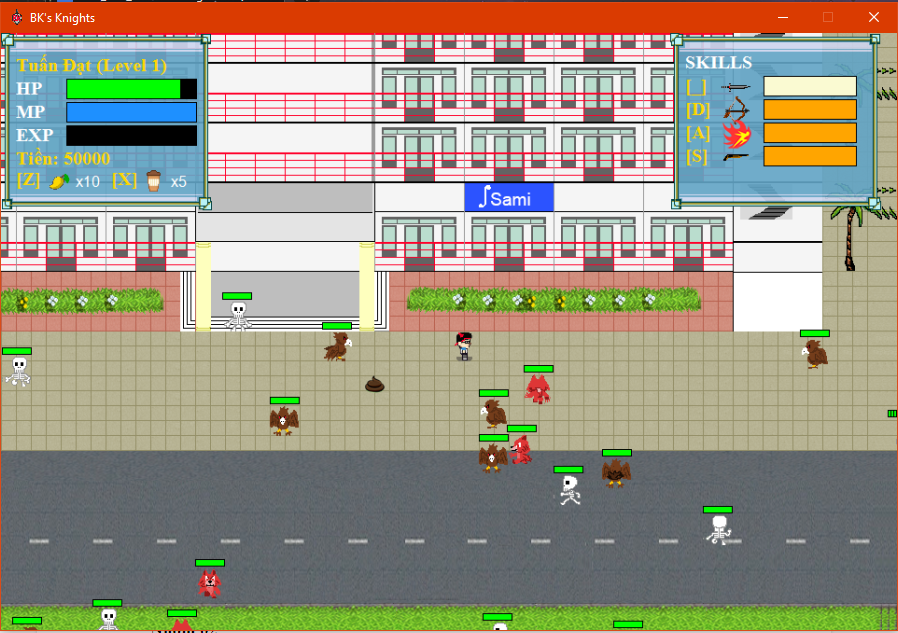 BK's Knights
Tuấn Đạt (Level 1)
HP
MP
EXP
Tiền: 50000
[Z] x10 [X] x5
SKILLS
[_]
[D]
[A]
[S]
∫Sami